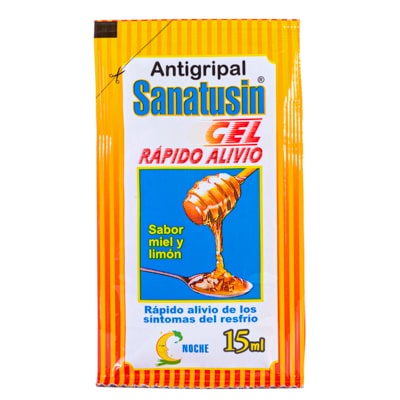 Antigripal
Sanatusin®
GEL
RÁPIDO ALIVIO
Sabor
miel y
limón
Rápido alivio de los
síntomas del resfrío
NOCHE
15ml